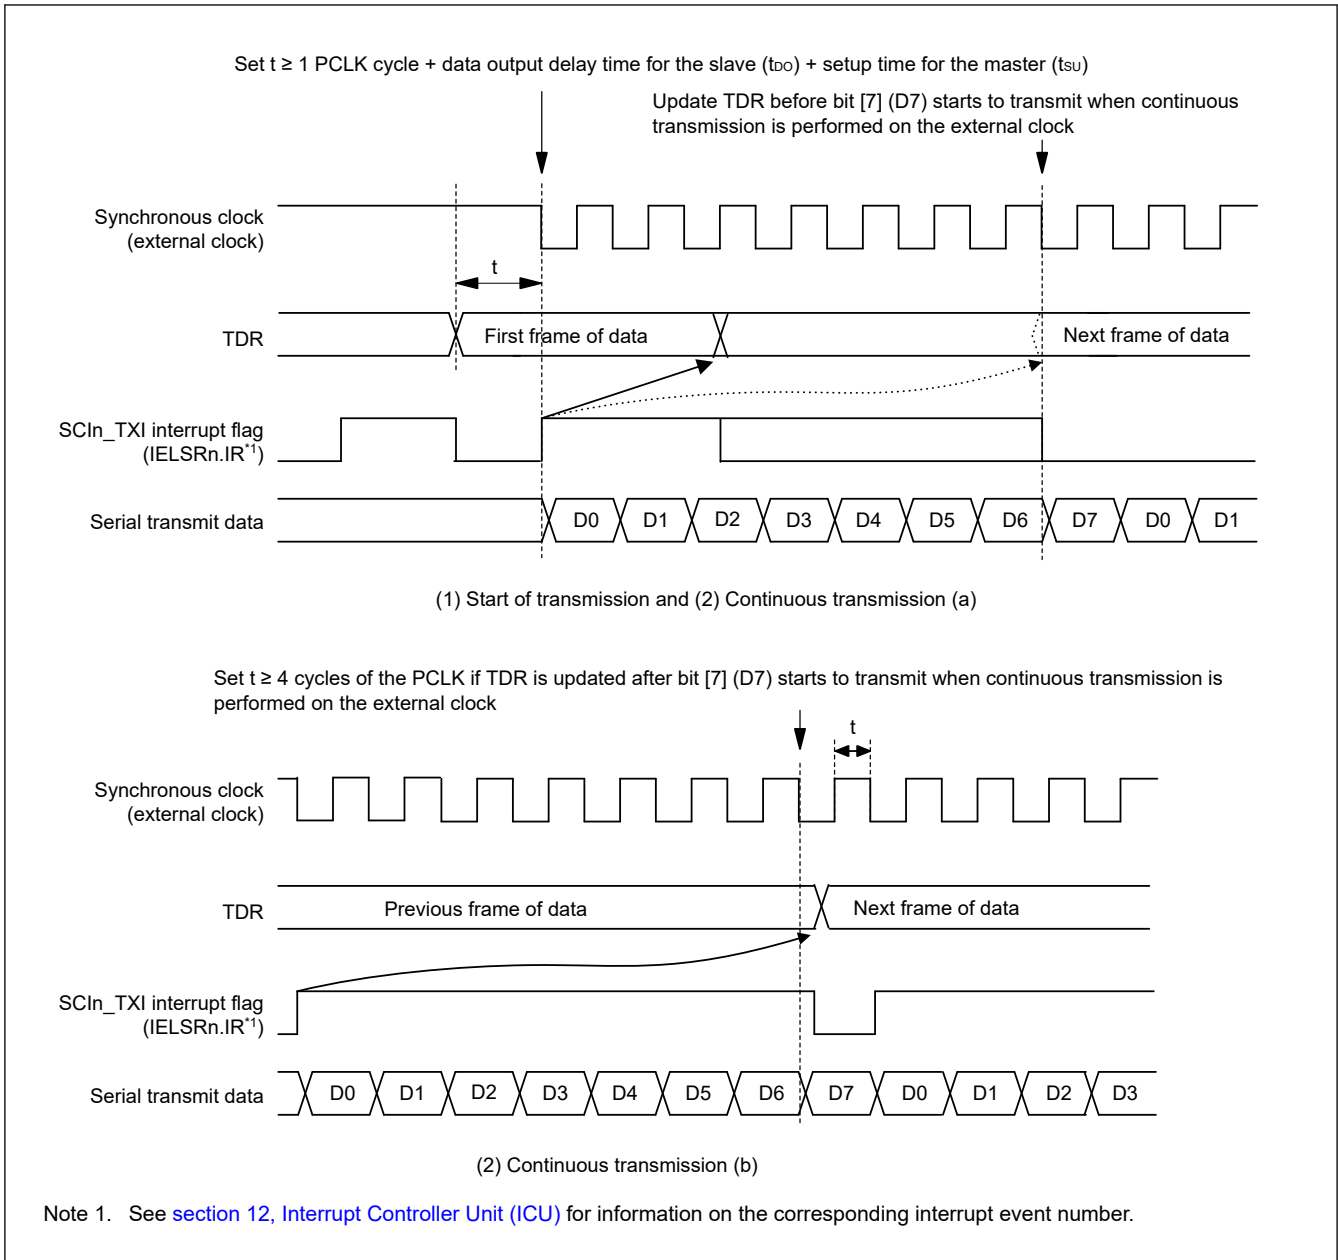 Set t ≥ 1 PCLK cycle + data output delay time for the slave (tDO) + setup time for the master (tSU)
Update TDR before bit [7] (D7) starts to transmit when continuous
transmission is performed on the external clock
Synchronous clock
(external clock)
t
TDR
First frame of data
Next frame of data
SCIn_TXI interrupt flag
(IELSRn.IR*1)
Serial transmit data
D0 D1 D2 D3 D4 D5 D6 D7 D0 D1
(1) Start of transmission and (2) Continuous transmission (a)
Set t ≥ 4 cycles of the PCLK if TDR is updated after bit [7] (D7) starts to transmit when continuous transmission is
performed on the external clock
t
Synchronous clock
(external clock)
TDR
Previous frame of data
Next frame of data
SCIn_TXI interrupt flag
(IELSRn.IR*1)
Serial transmit data
D0 D1 D2 D3 D4 D5 D6 D7 D0 D1 D2 D3
(2) Continuous transmission (b)
Note 1. See section 12, Interrupt Controller Unit (ICU) for information on the corresponding interrupt event number.